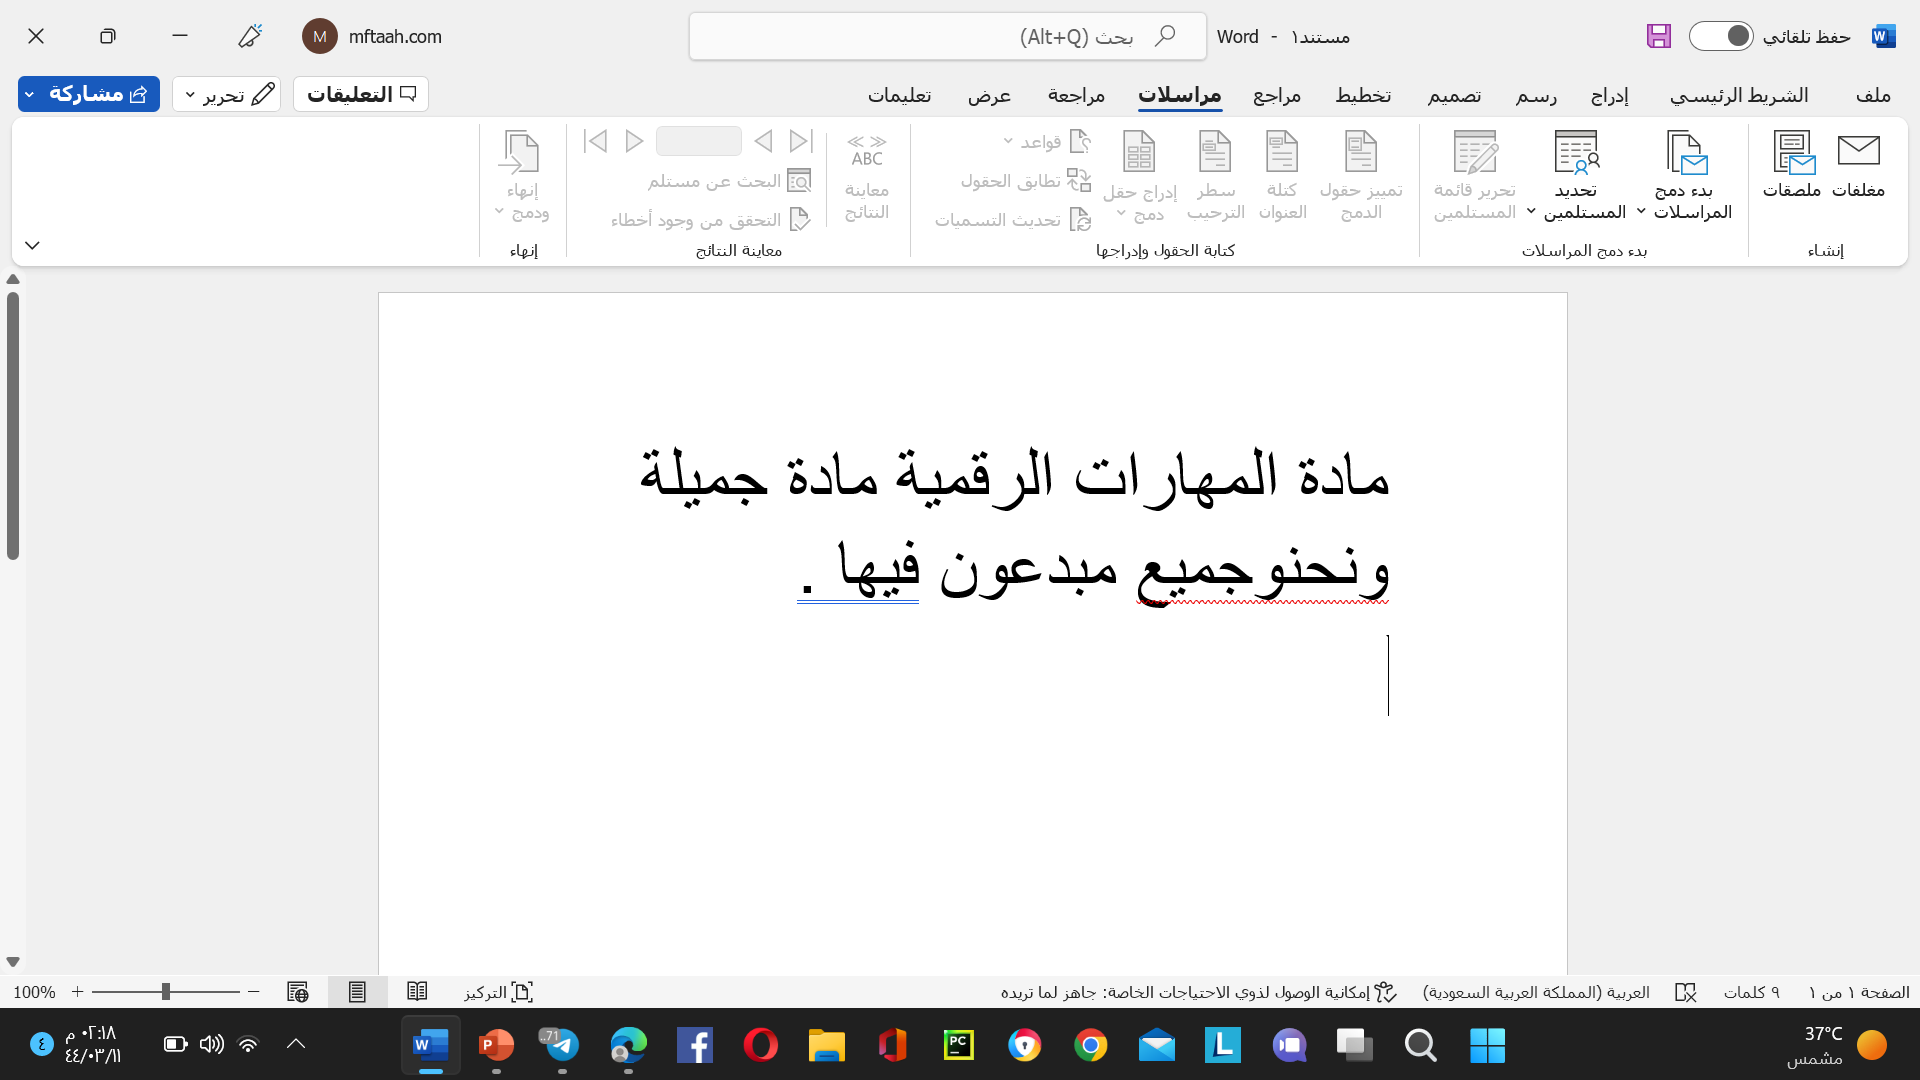 حفظ تلقائي
مستند١ - Word
بحث (Alt+Q)
mftaah.com
M
ملف
الشريط الرئيسي
إدراج
رسم
تصميم
تخطيط
مراجع
مراسلات
مراجعة
عرض
تعليمات
التعليقات
تحرير
مشاركة
مغلفات
ملصقات
إنشاء
بدء دمج
المراسلات
تحديد
المستلمين
تحرير قائمة
المستلمين
بدء دمج المراسلات
تمييز حقول
الدمج
كتلة
العنوان
سطر
الترحيب
إدراج حقل
دمج
قواعد
تطابق الحقول
تحديث التسميات
كتابة الحقول وإدراجها
ABC
معاينة
النتائج
البحث عن مستلم
التحقق من وجود أخطاء
معاينة النتائج
إنهاء
ودمج
إنهاء
مادة المهارات الرقمية مادة جميلة
ونحنوجميع مبدعون فيها .
الصفحة ١ من ١
٩ كلمات
العربية (المملكة العربية السعودية)
إمكانية الوصول لذوي الاحتياجات الخاصة: جاهز لما تريده
التركيز
100%
37°C
مشمس
L
PC
71..
P
W
٠٢:١٨ م
٤٤/٠٣/١١
٤